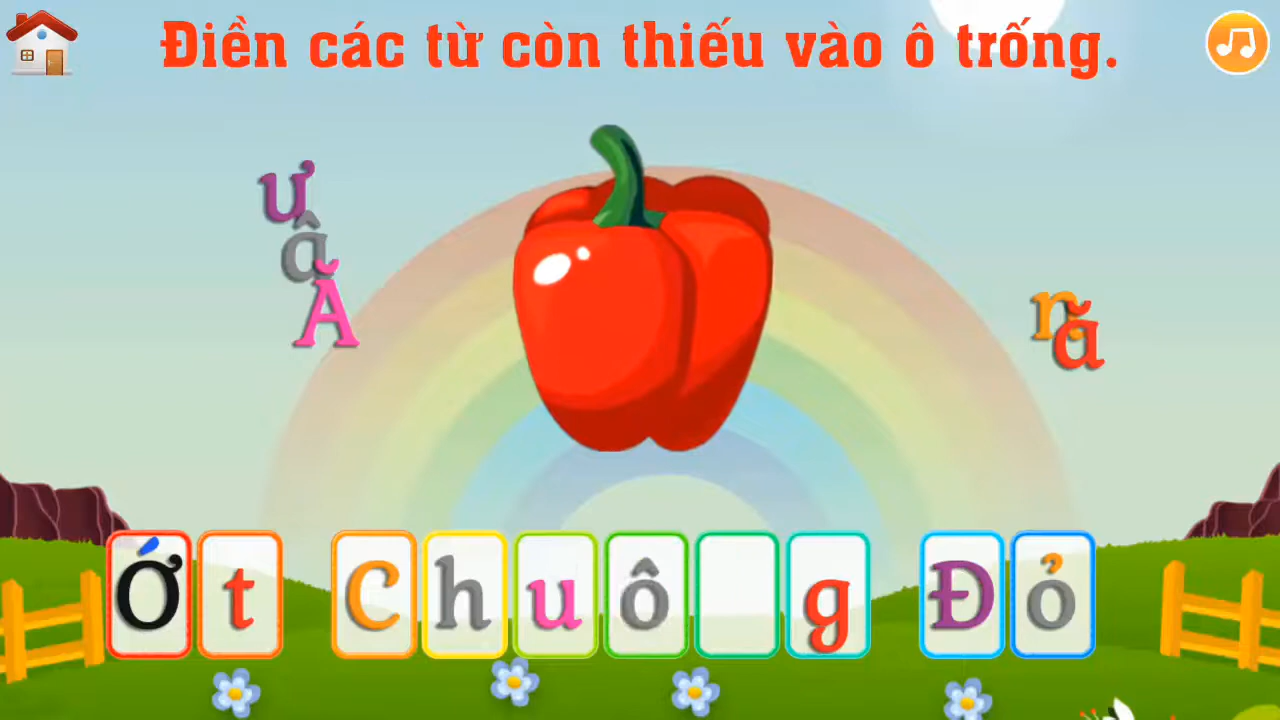 Điền các từ còn thiếu vào ô trống.
ư
â
Ă
n
ă
Ớt Chuô g Đỏ